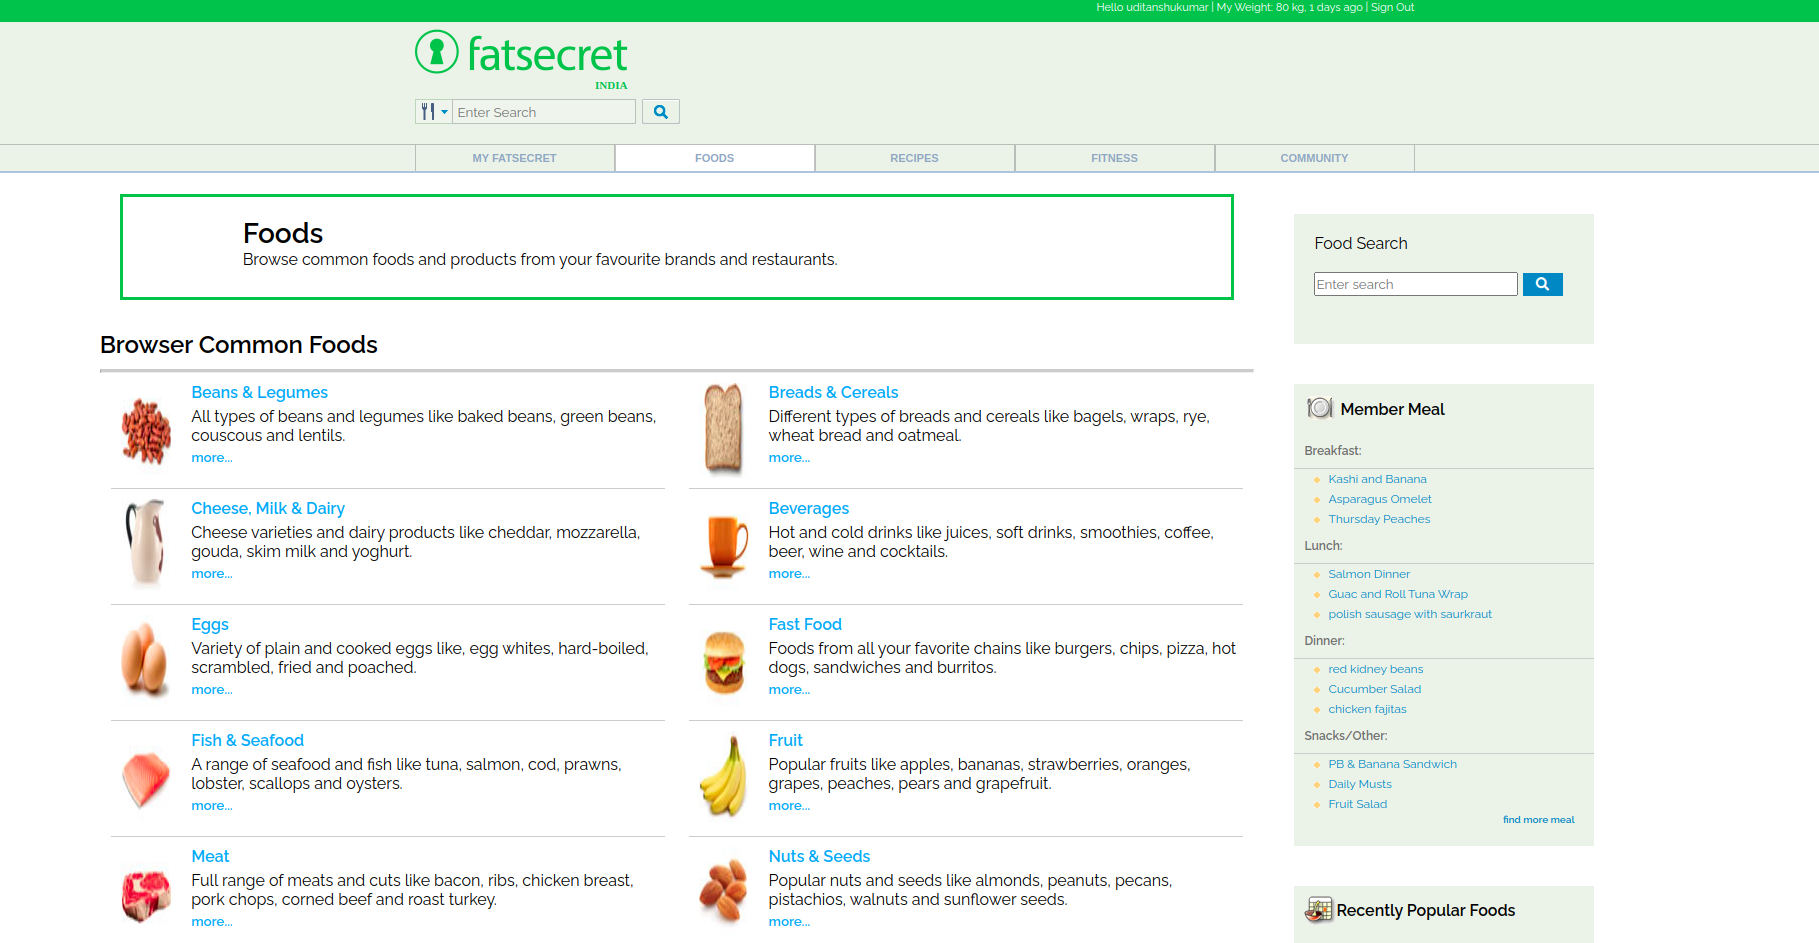 Hello uditanshukumar | My Weight: 80 kg, 1 days ago | Sign Out
fatsecret
INDIA
Enter Search
MY FATSECRET
FOODS
RECIPES
FITNESS
COMMUNITY
Foods
Browse common foods and products from your favourite brands and restaurants.
Browser Common Foods
Beans & Legumes
All types of beans and legumes like baked beans, green beans,
couscous and lentils.
more...
Breads & Cereals
Different types of breads and cereals like bagels, wraps, rye,
wheat bread and oatmeal.
more...
Cheese, Milk & Dairy
Cheese varieties and dairy products like cheddar, mozzarella,
gouda, skim milk and yoghurt.
more...
Beverages
Hot and cold drinks like juices, soft drinks, smoothies, coffee,
beer, wine and cocktails.
more...
Eggs
Variety of plain and cooked eggs like, egg whites, hard-boiled,
scrambled, fried and poached.
more...
Fast Food
Foods from all your favorite chains like burgers, chips, pizza, hot
dogs, sandwiches and burritos.
more...
Fish & Seafood
A range of seafood and fish like tuna, salmon, cod, prawns,
lobster, scallops and oysters.
more...
Fruit
Popular fruits like apples, bananas, strawberries, oranges,
grapes, peaches, pears and grapefruit.
more...
Meat
Full range of meats and cuts like bacon, ribs, chicken breast,
pork chops, corned beef and roast turkey.
more...
Nuts & Seeds
Popular nuts and seeds like almonds, peanuts, pecans,
pistachios, walnuts and sunflower seeds.
more...
Food Search
Enter search
Member Meal
Breakfast:
Kashi and Banana
Asparagus Omelet
Thursday Peaches
Lunch:
Salmon Dinner
Guac and Roll Tuna Wrap
polish sausage with saurkraut
Dinner:
red kidney beans
Cucumber Salad
chicken fajitas
Snacks/Other:
PB & Banana Sandwich
Daily Musts
Fruit Salad
find more meal
Recently Popular Foods